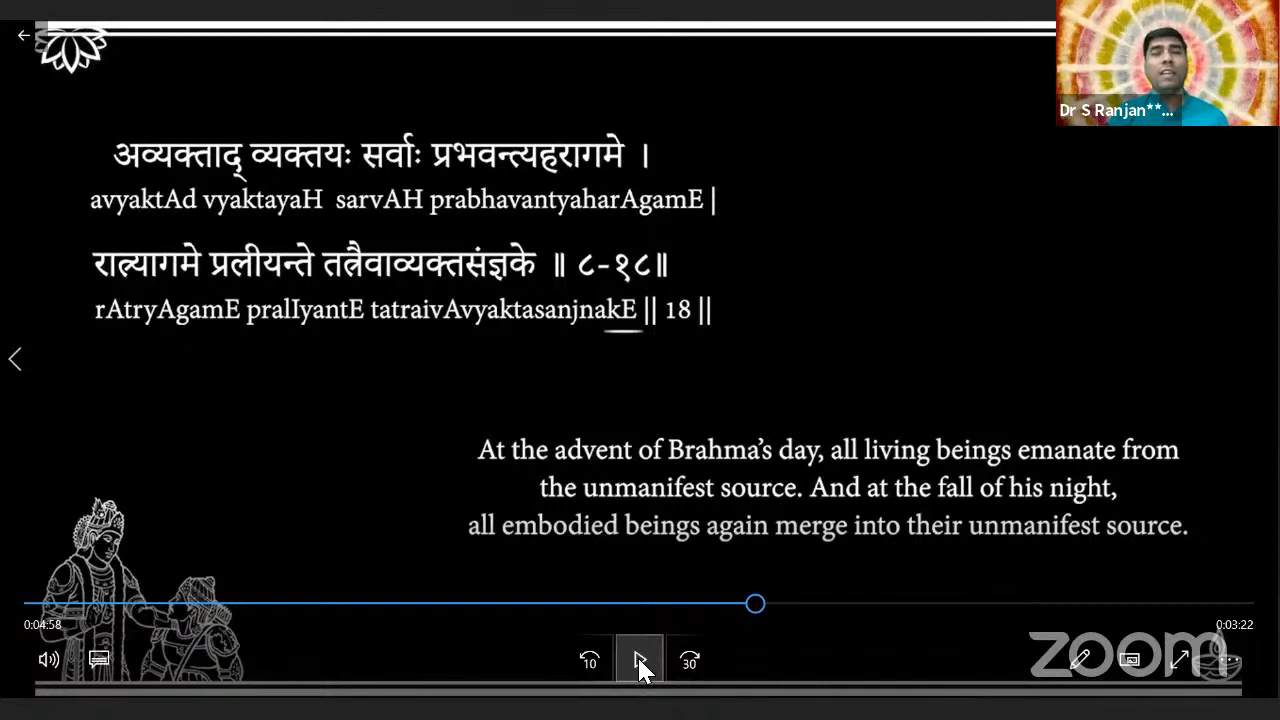 Dr S Ranjan**...
अव्यक्ताद् व्यक्तयः सर्वाः प्रभवन्त्यहरागमे ।
avyaktAd vyaktayaH sarvAH prabhavantyaharAgamE |
रात्र्यागमे प्रलीयन्ते तत्रैवाव्यक्तसंज्ञके ॥ ८-१८॥
rAtryAgamE pralIyantE tatraivAvyaktasanjnakE || 18 ||
At the advent of Brahma’s day, all living beings emanate from
the unmanifest source. And at the fall of his night,
all embodied beings again merge into their unmanifest source.
0:04:58
0:03:22
10
30
zoom